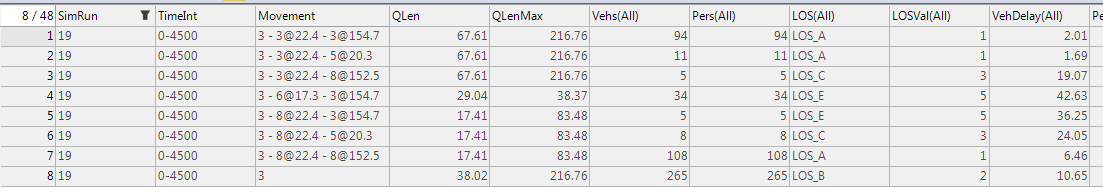 8 / 48 SimRun TimeInt Movement QLen QLenMax Vehs(All) Pers(All) LOS(All) LOSVal(All) VehDelay(All) Pe
1 19 0-4500 3 - 3@22.4 - 3@154.7 67.61 216.76 94 94 LOS_A 1 2.01
2 19 0-4500 3 - 3@22.4 - 5@20.3 67.61 216.76 11 11 LOS_A 1 1.69
3 19 0-4500 3 - 3@22.4 - 8@152.5 67.61 216.76 5 5 LOS_C 3 19.07
4 19 0-4500 3 - 6@17.3 - 3@154.7 29.04 38.37 34 34 LOS_E 5 42.63
5 19 0-4500 3 - 8@22.4 - 3@154.7 17.41 83.48 5 5 LOS_E 5 36.25
6 19 0-4500 3 - 8@22.4 - 5@20.3 17.41 83.48 8 8 LOS_C 3 24.05
7 19 0-4500 3 - 8@22.4 - 8@152.5 17.41 83.48 108 108 LOS_A 1 6.46
8 19 0-4500 3 38.02 216.76 265 265 LOS_B 2 10.65